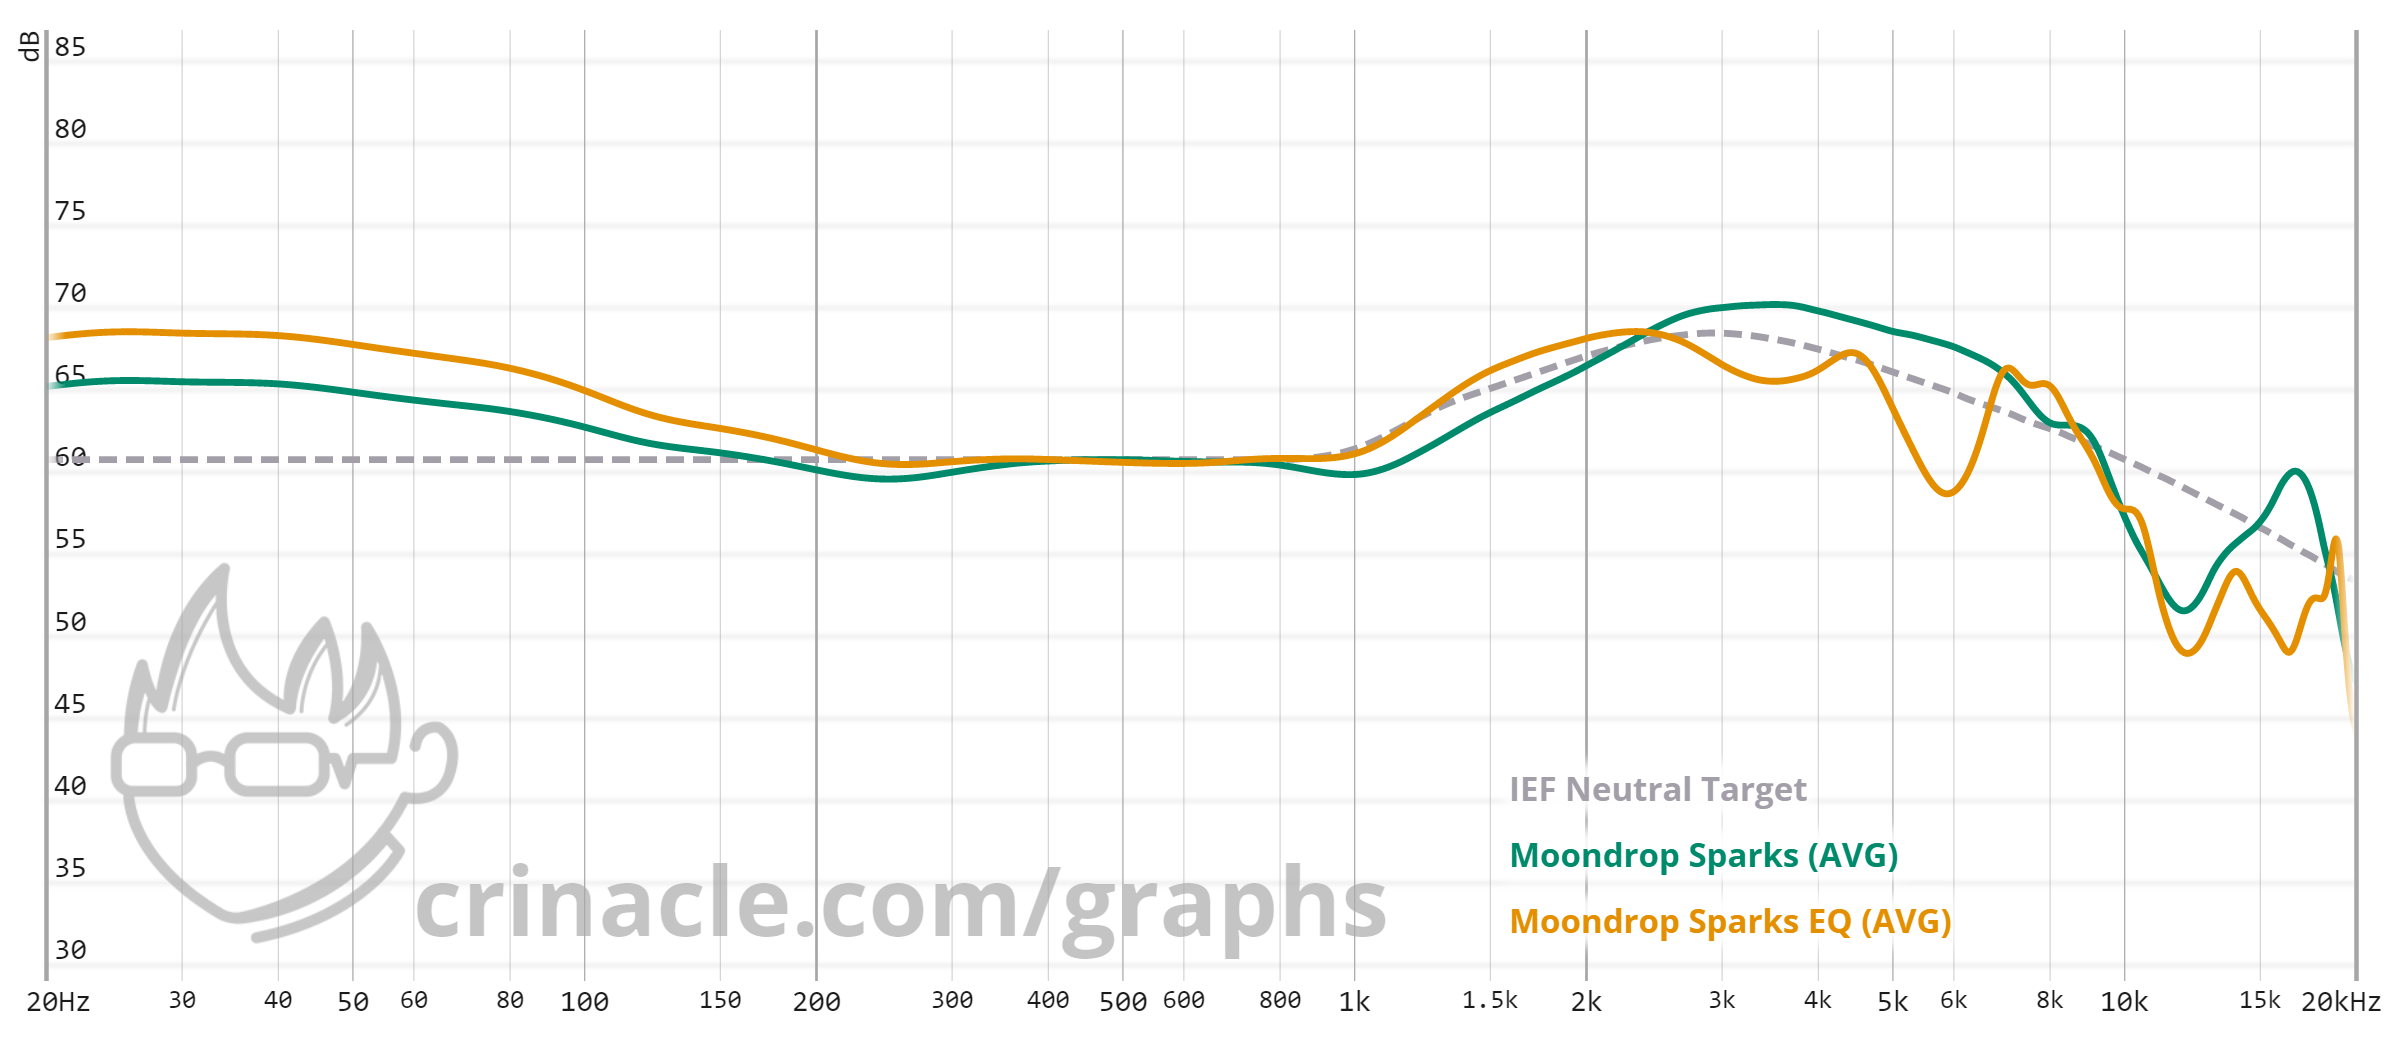 dB
85
80
75
70
65
60
55
50
45
40
35
30
IEF Neutral Target
Moondrop Sparks (AVG)
Moondrop Sparks EQ (AVG)
crinacle.com/graphs
20Hz 30 40 50 60 80 100 150 200 300 400 500 600 800 1k 1.5k 2k 3k 4k 5k 6k 8k 10k 15k 20kHz